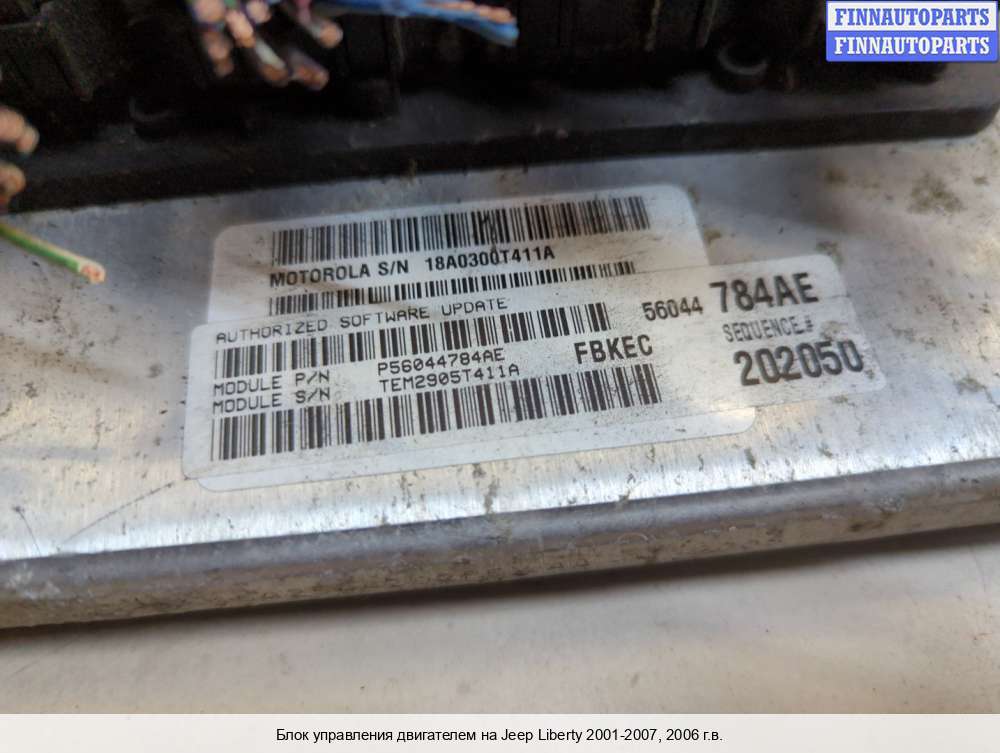 FINNAUTOPARTS
FINNAUTOPARTS
MOTOROLA S/N 18A0300T411A
AUTHORIZED SOFTWARE UPDATE
56044 784AE
MODULE P/N P56044784AE FBKEC SEQUENCE #
MODULE S/N TEM2905T411A 202050
Блок управления двигателем на Jeep Liberty 2001-2007, 2006 г.в.